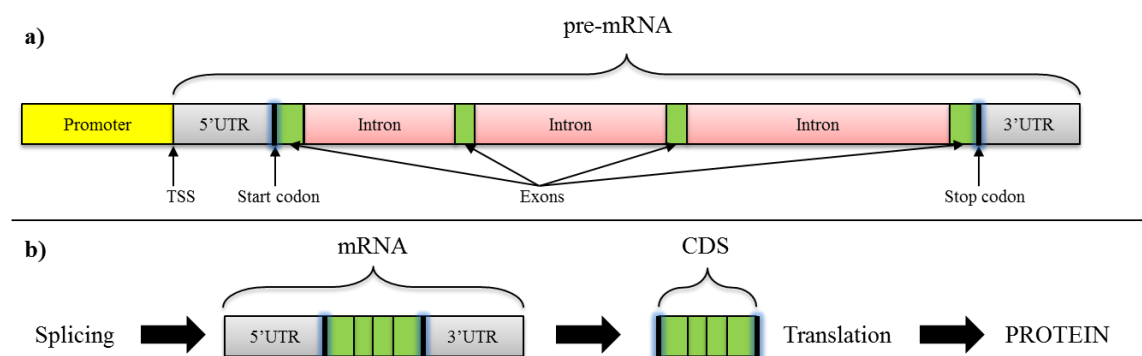 a)
pre-mRNA
Promoter 5'UTR Intron Intron Intron 3'UTR
TSS Start codon Exons Stop codon
b)
mRNA CDS
Splicing 5'UTR 3'UTR Translation PROTEIN